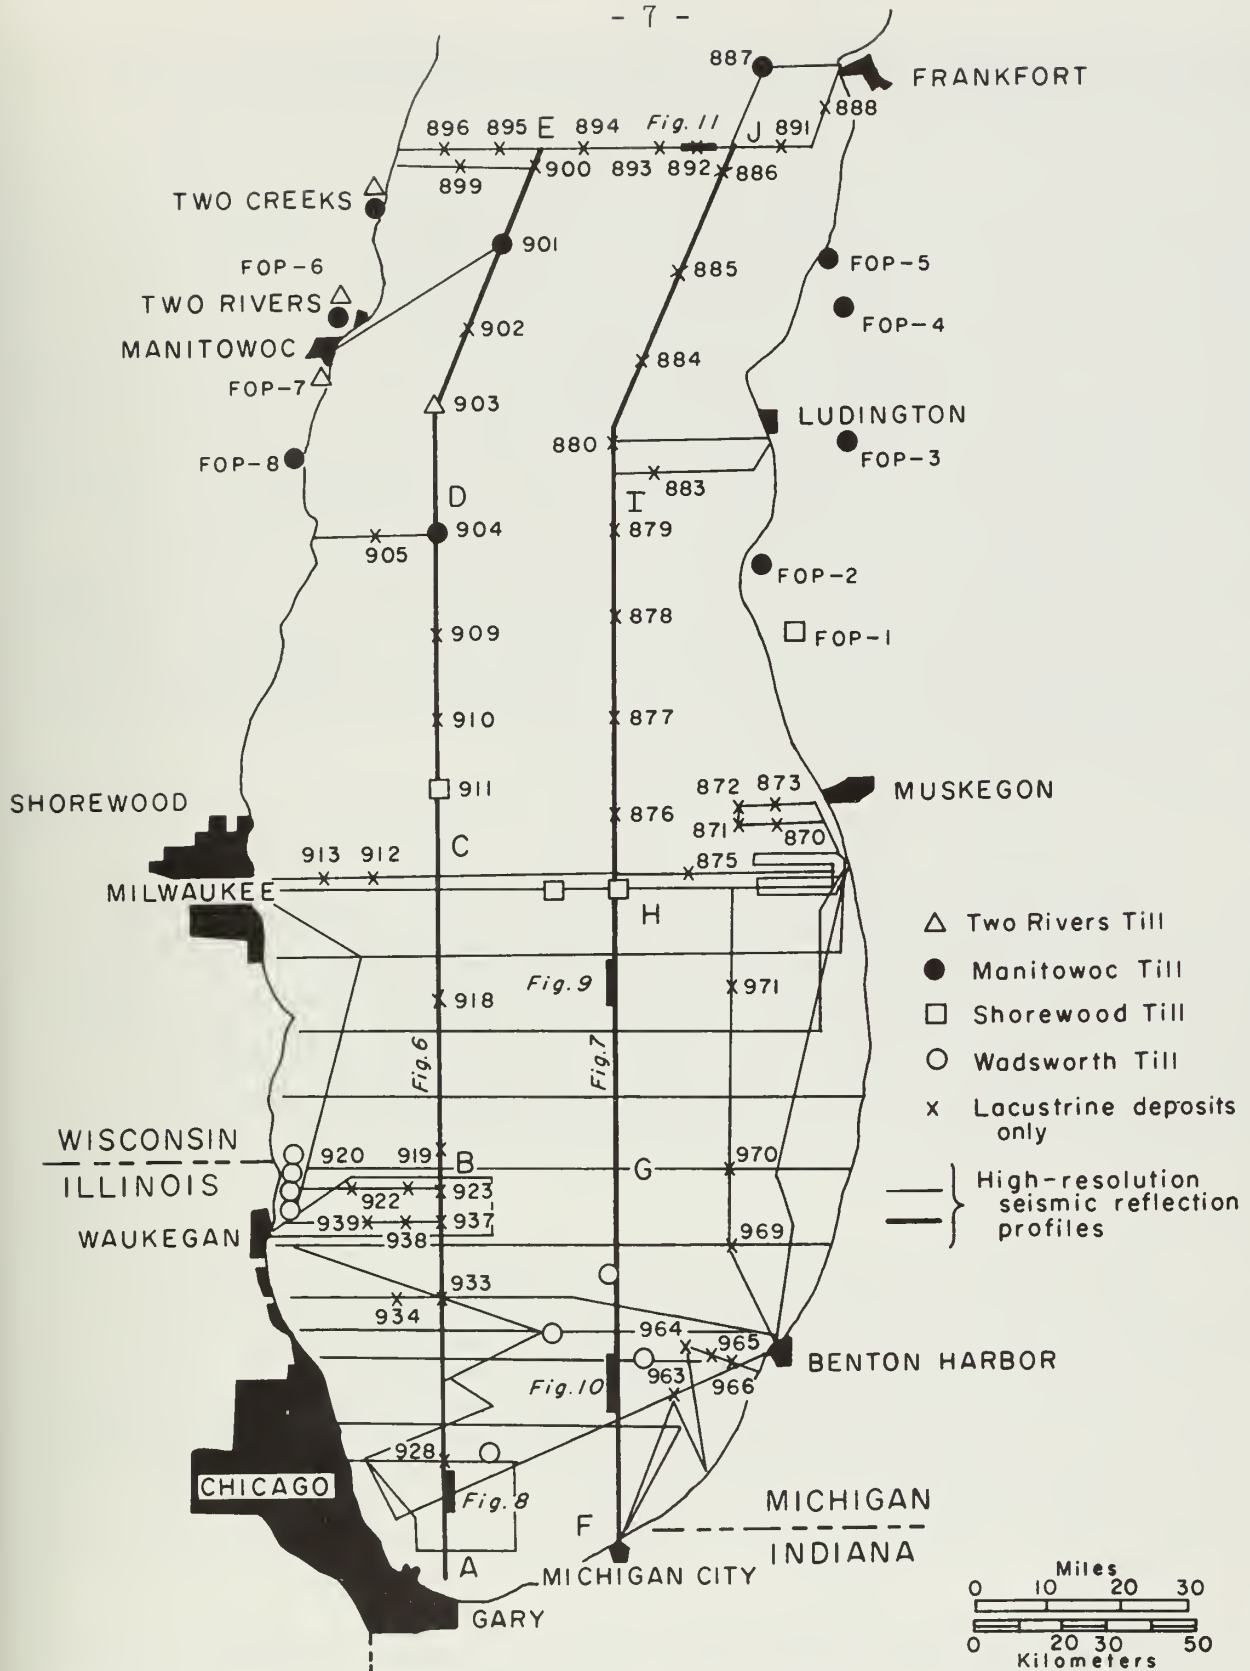 - 7 -
887
FRANKFORT
888
896 895 E 894 Fig. 11 J 891
899 900 893 892 886
TWO CREEKS
901
FOP-6
FOP-5
885
TWO RIVERS
902
FOP-4
MANITOWOC
884
FOP-7
903
LUDINGTON
880
FOP-8
FOP-3
883
D
I
904
879
905
FOP-2
878
909
FOP-1
910
877
872 873
911
MUSKEGON
SHOREWOOD
876
871 870
C
913 912
875
MILWAUKEE
H
Two Rivers Till
Manitowoc Till
Fig. 9
971
918
Shorewood Till
Fig. 6
Fig. 7
Wadsworth Till
Lacustrine deposits
only
WISCONSIN
920 919 B
G
970
ILLINOIS
922 923
High-resolution
seismic reflection
profiles
939 937
WAUKEGAN
938
969
933
934
964
965
BENTON HARBOR
Fig. 10
963
966
928
CHICAGO
Fig. 8
MICHIGAN
F
INDIANA
A
MICHIGAN CITY
GARY
Miles
0 10 20 30
0 20 30 50
Kilometers